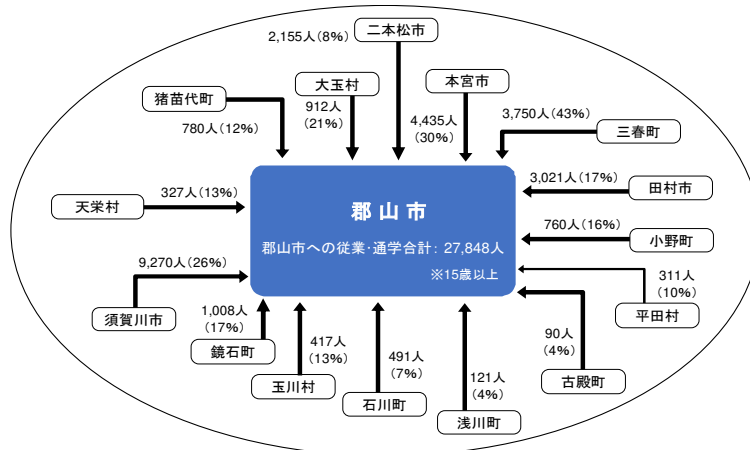 二本松市
2,155人(8%)
大玉村
912人
(21%)
本宮市
4,435人
(30%)
猪苗代町
780人(12%)
3,750人(43%)
三春町
天栄村
327人(13%)
郡山市
郡山市への従業・通学合計: 27,848人
※15歳以上
3,021人(17%)
田村市
760人(16%)
小野町
9,270人(26%)
須賀川市
311人
(10%)
平田村
1,008人
(17%)
鏡石町
417人
(13%)
玉川村
491人
(7%)
石川町
121人
(4%)
浅川町
90人
(4%)
古殿町